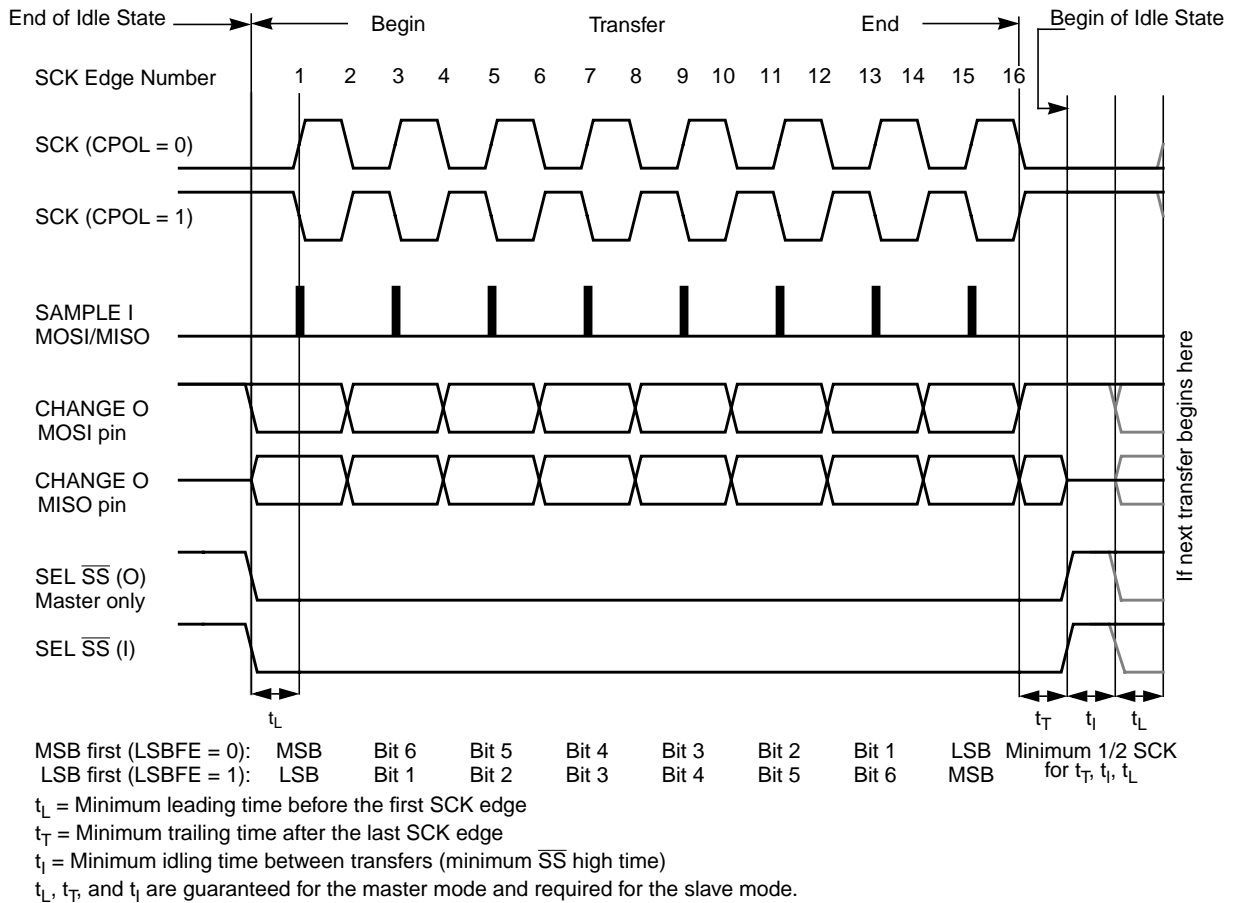 End of Idle State
Begin
Transfer
End
Begin of Idle State
SCK Edge Number 1 2 3 4 5 6 7 8 9 10 11 12 13 14 15 16
SCK (CPOL = 0)
SCK (CPOL = 1)
SAMPLE I
MOSI/MISO
CHANGE O
MOSI pin
CHANGE O
MISO pin
SEL S̅S̅ (O)
Master only
SEL S̅S̅ (I)
If next transfer begins here
tL tT tI tL
MSB first (LSBFE = 0): MSB Bit 6 Bit 5 Bit 4 Bit 3 Bit 2 Bit 1 LSB
LSB first (LSBFE = 1): LSB Bit 1 Bit 2 Bit 3 Bit 4 Bit 5 Bit 6 MSB
Minimum 1/2 SCK
for tT, tI, tL
tL = Minimum leading time before the first SCK edge
tT = Minimum trailing time after the last SCK edge
tI = Minimum idling time between transfers (minimum S̅S̅ high time)
tL, tT, and tI are guaranteed for the master mode and required for the slave mode.